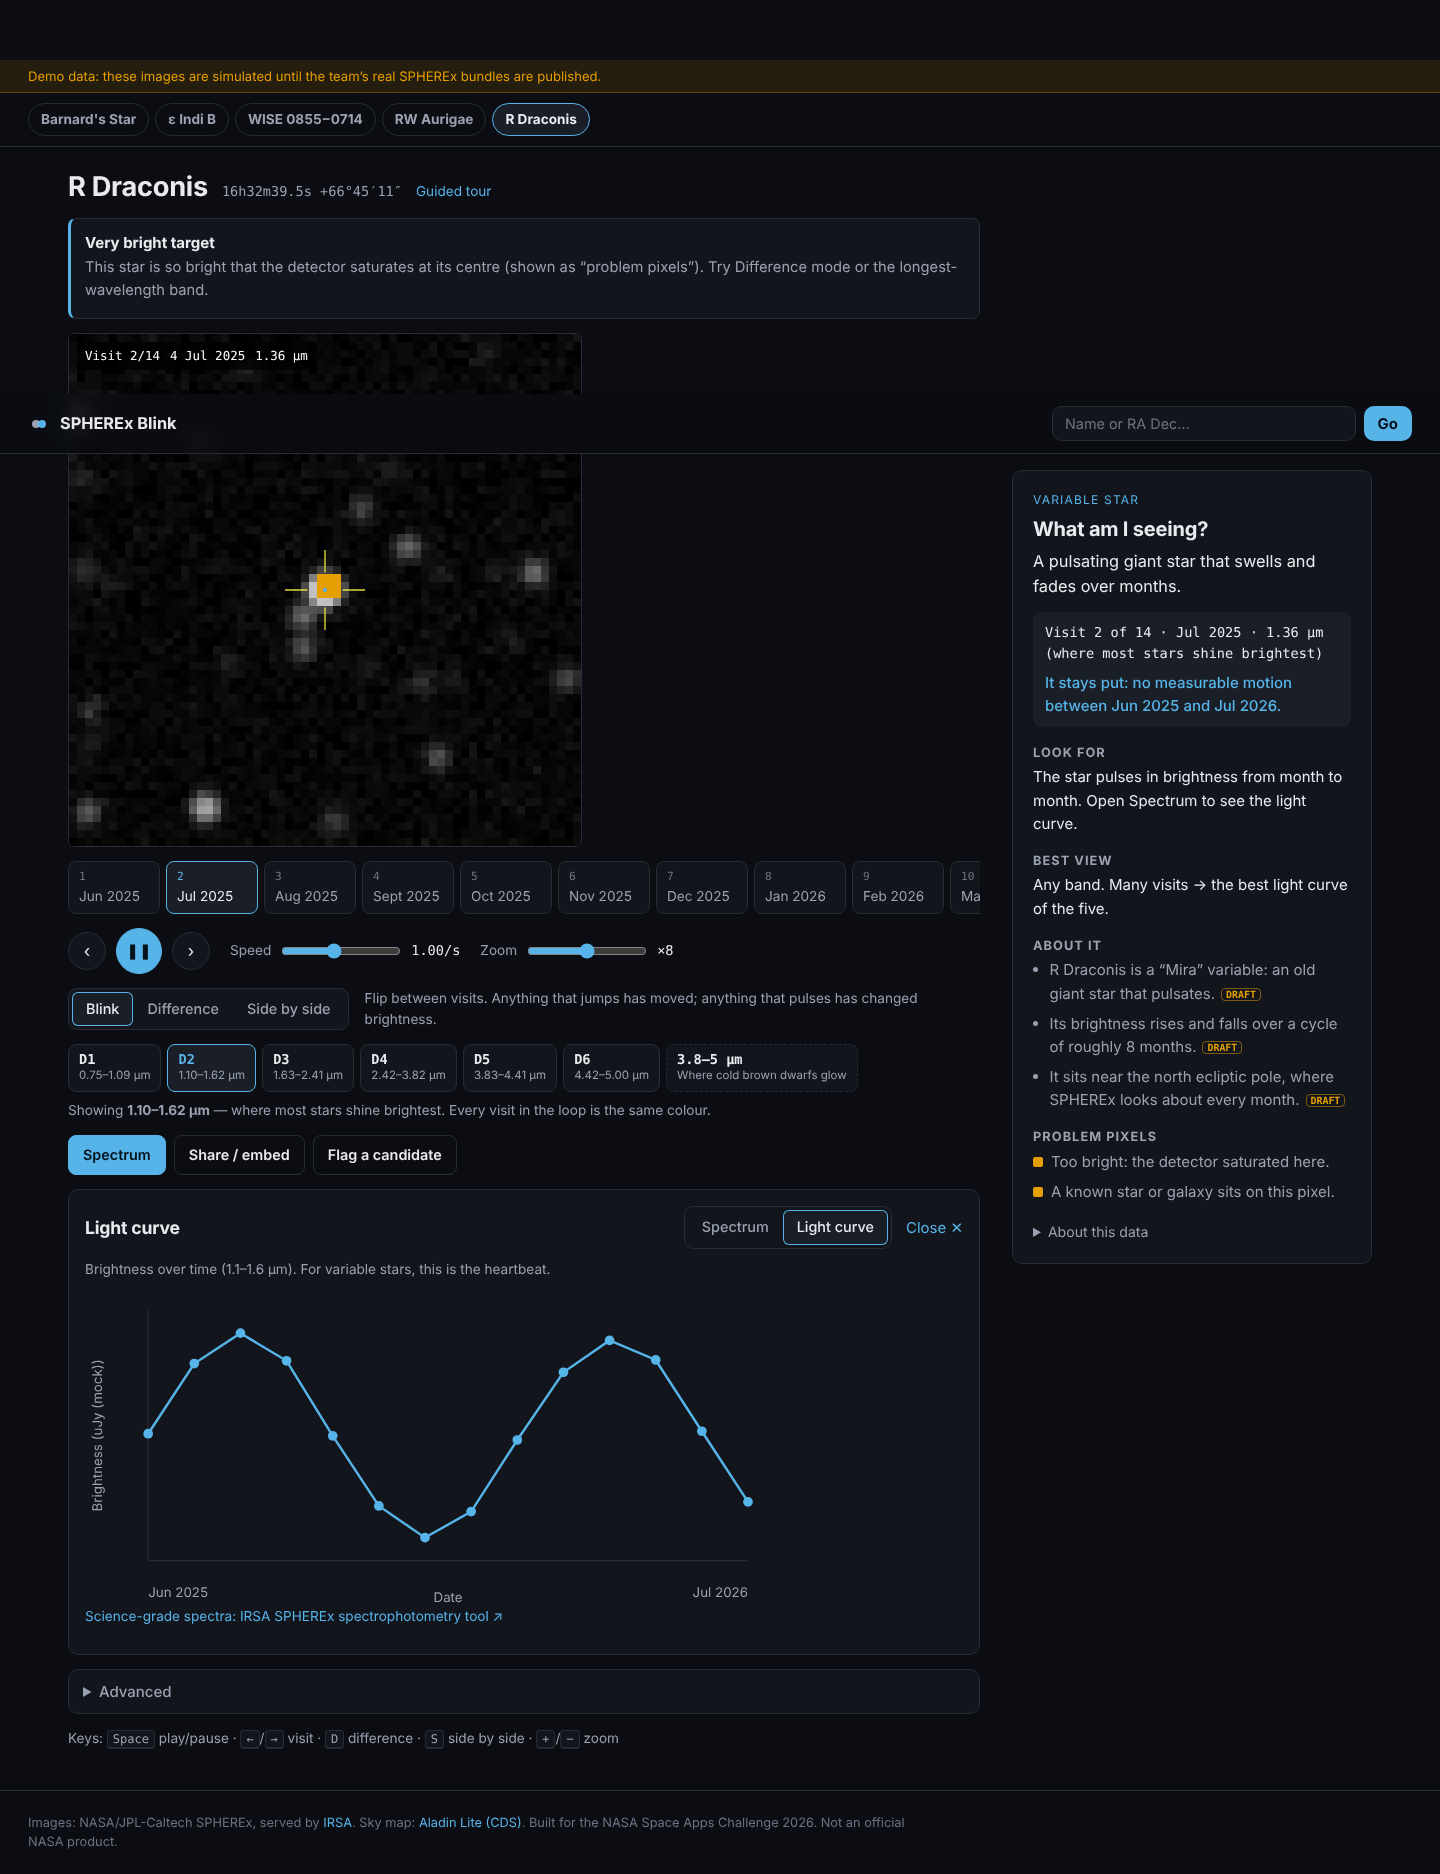 Demo data: these images are simulated until the team’s real SPHEREx bundles are published.
Barnard's Star
ε Indi B
WISE 0855−0714
RW Aurigae
R Draconis
R Draconis 16h32m39.5s +66°45′11″ Guided tour
Very bright target
This star is so bright that the detector saturates at its centre (shown as “problem pixels”). Try Difference mode or the longest-
wavelength band.
Visit 2/14 4 Jul 2025 1.36 µm
SPHEREx Blink
Name or RA Dec…
Go
VARIABLE STAR
What am I seeing?
A pulsating giant star that swells and
fades over months.
Visit 2 of 14 · Jul 2025 · 1.36 µm
(where most stars shine brightest)
It stays put: no measurable motion
between Jun 2025 and Jul 2026.
LOOK FOR
The star pulses in brightness from month to
month. Open Spectrum to see the light
curve.
BEST VIEW
Any band. Many visits → the best light curve
of the five.
ABOUT IT
• R Draconis is a “Mira” variable: an old
giant star that pulsates. DRAFT
• Its brightness rises and falls over a cycle
of roughly 8 months. DRAFT
• It sits near the north ecliptic pole, where
SPHEREx looks about every month. DRAFT
PROBLEM PIXELS
Too bright: the detector saturated here.
A known star or galaxy sits on this pixel.
▶ About this data
1 Jun 2025
2 Jul 2025
3 Aug 2025
4 Sept 2025
5 Oct 2025
6 Nov 2025
7 Dec 2025
8 Jan 2026
9 Feb 2026
10 Ma
‹ ❚❚ › Speed 1.00/s Zoom ×8
Blink Difference Side by side
Flip between visits. Anything that jumps has moved; anything that pulses has changed
brightness.
D1 0.75–1.09 µm
D2 1.10–1.62 µm
D3 1.63–2.41 µm
D4 2.42–3.82 µm
D5 3.83–4.41 µm
D6 4.42–5.00 µm
3.8–5 µm Where cold brown dwarfs glow
Showing 1.10–1.62 µm — where most stars shine brightest. Every visit in the loop is the same colour.
Spectrum
Share / embed
Flag a candidate
Light curve
Spectrum Light curve Close ✕
Brightness over time (1.1–1.6 µm). For variable stars, this is the heartbeat.
Brightness (uJy (mock))
Jun 2025
Date
Jul 2026
Science-grade spectra: IRSA SPHEREx spectrophotometry tool ↗
▶ Advanced
Keys: Space play/pause · ←/→ visit · D difference · S side by side · +/− zoom
Images: NASA/JPL-Caltech SPHEREx, served by IRSA. Sky map: Aladin Lite (CDS). Built for the NASA Space Apps Challenge 2026. Not an official
NASA product.